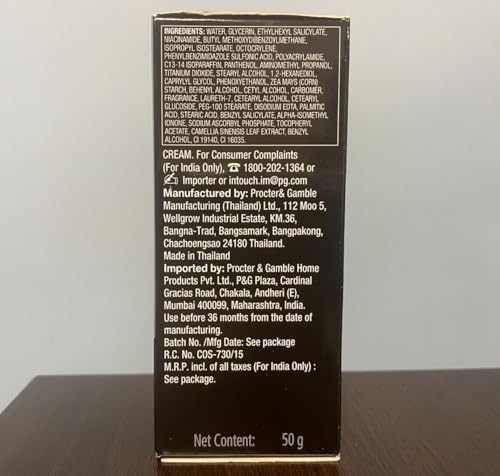 INGREDIENTS: WATER, GLYCERIN, ETHYLHEXYL SALICYLATE,
NIACINAMIDE, BUTYL METHOXYDIBENZOYLMETHANE,
ISOPROPYL ISOSTEARATE, OCTOCRYLENE,
PHENYLBENZIMIDAZOLE SULFONIC ACID, POLYACRYLAMIDE,
C13-14 ISOPARAFFIN, PANTHENOL, AMINOMETHYL PROPANOL,
TITANIUM DIOXIDE, STEARYL ALCOHOL, 1,2-HEXANEDIOL,
CAPRYLYL GLYCOL, PHENOXYETHANOL, ZEA MAYS (CORN)
STARCH, BEHENYL ALCOHOL, CETYL ALCOHOL, CARBOMER,
FRAGRANCE, LAURETH-7, CETEARYL ALCOHOL, CETEARYL
GLUCOSIDE, PEG-100 STEARATE, DISODIUM EDTA, PALMITIC
ACID, STEARIC ACID, BENZYL SALICYLATE, ALPHA-ISOMETHYL
IONONE, SODIUM ASCORBYL PHOSPHATE, TOCOPHERYL
ACETATE, CAMELLIA SINENSIS LEAF EXTRACT, BENZYL
ALCOHOL, CI 19140, CI 16035.
CREAM. For Consumer Complaints
(For India Only), ☎ 1800-202-1364 or
✍ Importer or intouch.im@pg.com
Manufactured by: Procter& Gamble
Manufacturing (Thailand) Ltd., 112 Moo 5,
Wellgrow Industrial Estate, KM.36,
Bangna-Trad, Bangsamark, Bangpakong,
Chachoengsao 24180 Thailand.
Made in Thailand
Imported by: Procter & Gamble Home
Products Pvt. Ltd., P&G Plaza, Cardinal
Gracias Road, Chakala, Andheri (E),
Mumbai 400099, Maharashtra, India.
Use before 36 months from the date of
manufacturing.
Batch No. /Mfg Date: See package
R.C. No. COS-730/15
M.R.P. incl. of all taxes (For India Only) :
See package.
Net Content: 50 g